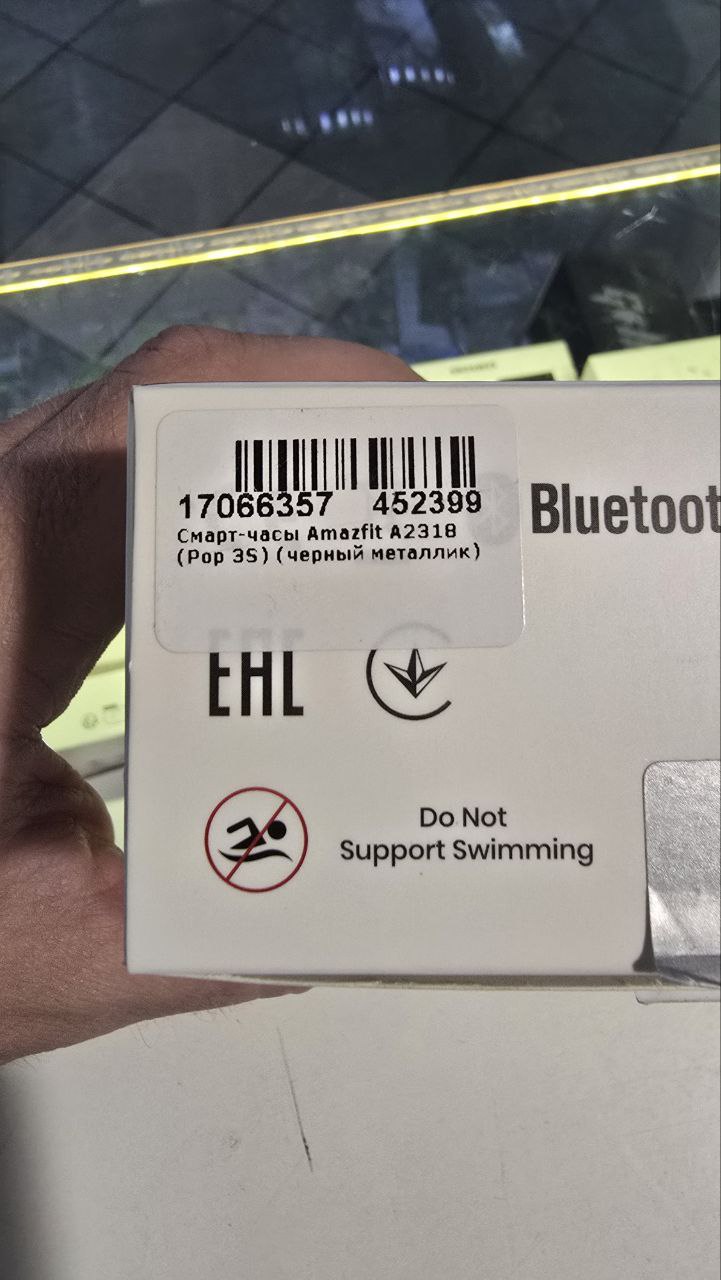 17066357 452399
Смарт-часы Amazfit A2318
(Pop 3S) (черный металлик)
Bluetoot
EAC
Do Not
Support Swimming